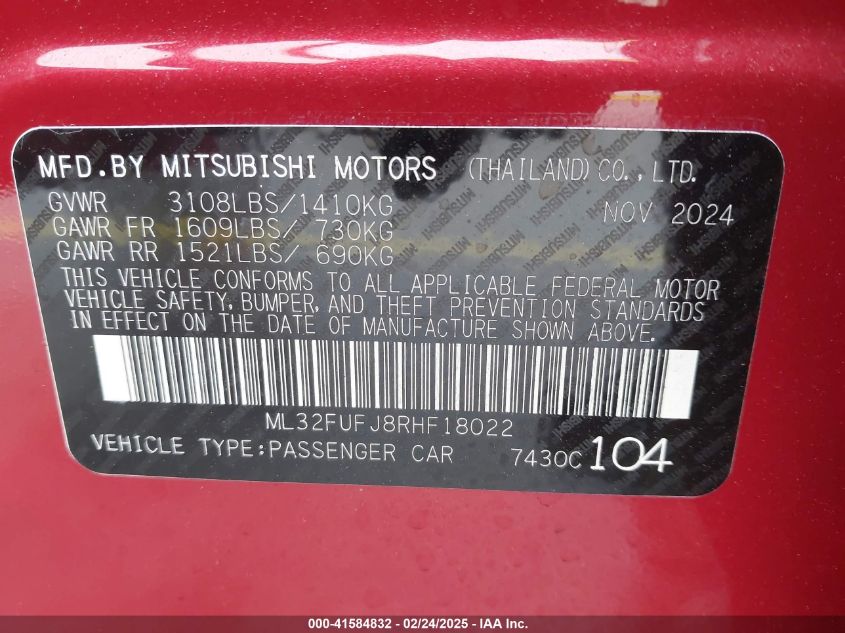 MFD.BY MITSUBISHI MOTORS (THAILAND) CO., LTD.
GVWR 3108LBS/1410KG NOV 2024
GAWR FR 1609LBS/ 730KG
GAWR RR 1521LBS/ 690KG
THIS VEHICLE CONFORMS TO ALL APPLICABLE FEDERAL MOTOR
VEHICLE SAFETY, BUMPER, AND THEFT PREVENTION STANDARDS
IN EFFECT ON THE DATE OF MANUFACTURE SHOWN ABOVE.
ML32FUFJ8RHF18022
VEHICLE TYPE:PASSENGER CAR 7430C 104
000-41584832 - 02/24/2025 - IAA Inc.